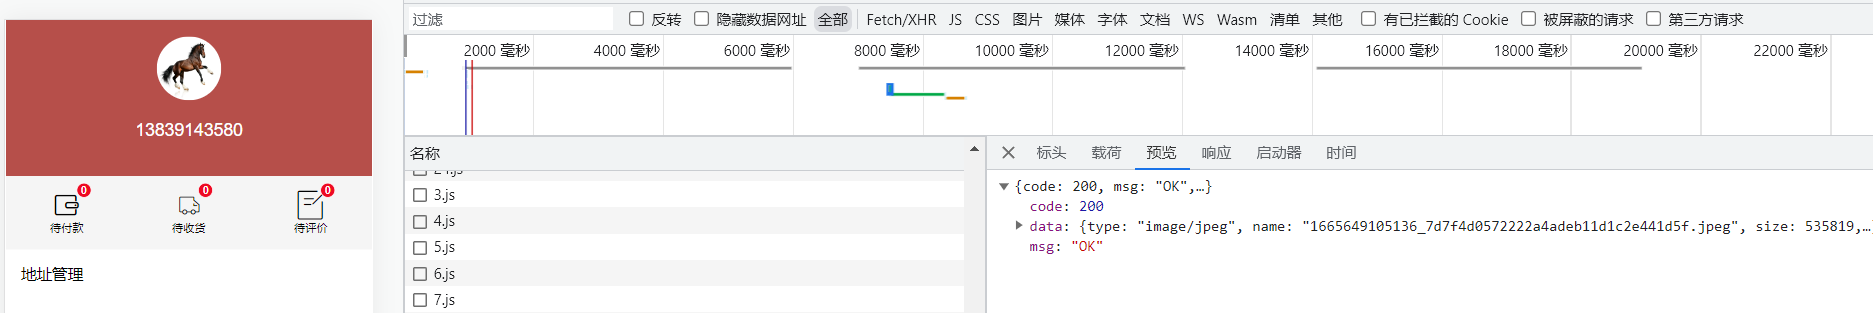 13839143580
0
0
0
待付款
待收货
待评价
地址管理
过滤
反转 隐藏数据网址 全部 Fetch/XHR JS CSS 图片 媒体 字体 文档 WS Wasm 清单 其他 有已拦截的 Cookie 被屏蔽的请求 第三方请求
2000 毫秒 4000 毫秒 6000 毫秒 8000 毫秒 10000 毫秒 12000 毫秒 14000 毫秒 16000 毫秒 18000 毫秒 20000 毫秒 22000 毫秒
名称
3.js
4.js
5.js
6.js
7.js
标头 载荷 预览 响应 启动器 时间
{code: 200, msg: "OK",…}
code: 200
data: {type: "image/jpeg", name: "1665649105136_7d7f4d0572222a4adeb11d1c2e441d5f.jpeg", size: 535819,…}
msg: "OK"